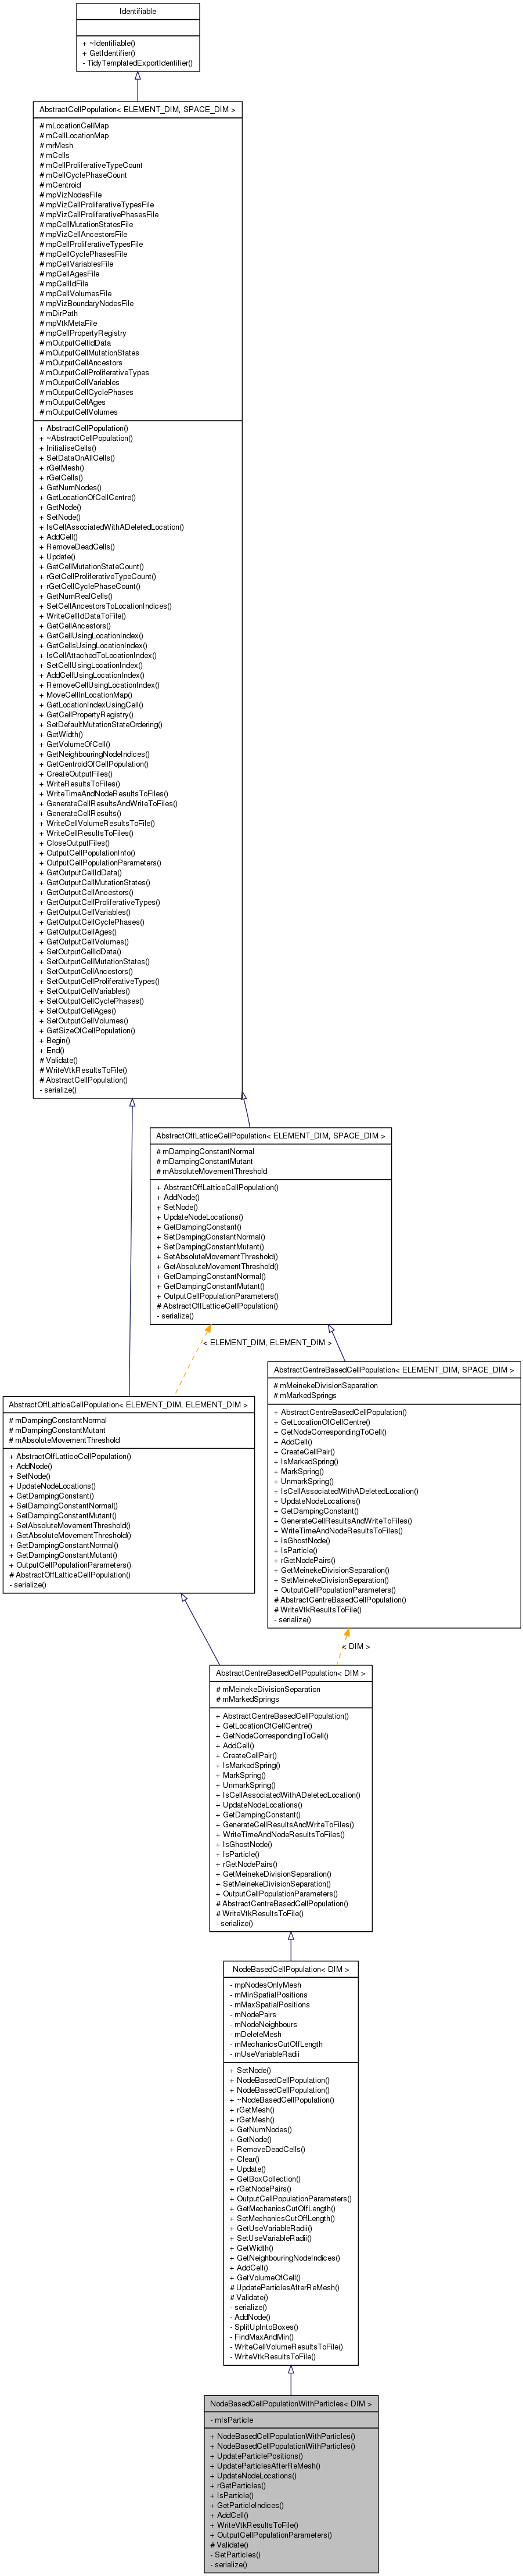 Identifiable
+ ~Identifiable()
+ GetIdentifier()
- TidyTemplatedExportIdentifier()
AbstractCellPopulation< ELEMENT_DIM, SPACE_DIM >
# mLocationCellMap
# mCellLocationMap
# mrMesh
# mCells
# mCellProliferativeTypeCount
# mCellCyclePhaseCount
# mCentroid
# mpVizNodesFile
# mpVizCellProliferativeTypesFile
# mpVizCellProliferativePhasesFile
# mpCellMutationStatesFile
# mpVizCellAncestorsFile
# mpCellProliferativeTypesFile
# mpCellCyclePhasesFile
# mpCellVariablesFile
# mpCellAgesFile
# mpCellIdFile
# mpCellVolumesFile
# mpVizBoundaryNodesFile
# mDirPath
# mpVtkMetaFile
# mpCellPropertyRegistry
# mOutputCellIdData
# mOutputCellMutationStates
# mOutputCellAncestors
# mOutputCellProliferativeTypes
# mOutputCellVariables
# mOutputCellCyclePhases
# mOutputCellAges
# mOutputCellVolumes
+ AbstractCellPopulation()
+ ~AbstractCellPopulation()
+ InitialiseCells()
+ SetDataOnAllCells()
+ rGetMesh()
+ rGetCells()
+ GetNumNodes()
+ GetLocationOfCellCentre()
+ GetNode()
+ SetNode()
+ IsCellAssociatedWithADeletedLocation()
+ AddCell()
+ RemoveDeadCells()
+ Update()
+ GetCellMutationStateCount()
+ rGetCellProliferativeTypeCount()
+ rGetCellCyclePhaseCount()
+ GetNumRealCells()
+ SetCellAncestorsToLocationIndices()
+ WriteCellIdDataToFile()
+ GetCellAncestors()
+ GetCellUsingLocationIndex()
+ GetCellsUsingLocationIndex()
+ IsCellAttachedToLocationIndex()
+ SetCellUsingLocationIndex()
+ AddCellUsingLocationIndex()
+ RemoveCellUsingLocationIndex()
+ MoveCellInLocationMap()
+ GetLocationIndexUsingCell()
+ GetCellPropertyRegistry()
+ SetDefaultMutationStateOrdering()
+ GetWidth()
+ GetVolumeOfCell()
+ GetNeighbouringNodeIndices()
+ GetCentroidOfCellPopulation()
+ CreateOutputFiles()
+ WriteResultsToFiles()
+ WriteTimeAndNodeResultsToFiles()
+ GenerateCellResultsAndWriteToFiles()
+ GenerateCellResults()
+ WriteCellVolumeResultsToFile()
+ WriteCellResultsToFiles()
+ CloseOutputFiles()
+ OutputCellPopulationInfo()
+ OutputCellPopulationParameters()
+ GetOutputCellIdData()
+ GetOutputCellMutationStates()
+ GetOutputCellAncestors()
+ GetOutputCellProliferativeTypes()
+ GetOutputCellVariables()
+ GetOutputCellCyclePhases()
+ GetOutputCellAges()
+ GetOutputCellVolumes()
+ SetOutputCellIdData()
+ SetOutputCellMutationStates()
+ SetOutputCellAncestors()
+ SetOutputCellProliferativeTypes()
+ SetOutputCellVariables()
+ SetOutputCellCyclePhases()
+ SetOutputCellAges()
+ SetOutputCellVolumes()
+ GetSizeOfCellPopulation()
+ Begin()
+ End()
# Validate()
# WriteVtkResultsToFile()
# AbstractCellPopulation()
- serialize()
AbstractOffLatticeCellPopulation< ELEMENT_DIM, SPACE_DIM >
# mDampingConstantNormal
# mDampingConstantMutant
# mAbsoluteMovementThreshold
+ AbstractOffLatticeCellPopulation()
+ AddNode()
+ SetNode()
+ UpdateNodeLocations()
+ GetDampingConstant()
+ SetDampingConstantNormal()
+ SetDampingConstantMutant()
+ SetAbsoluteMovementThreshold()
+ GetAbsoluteMovementThreshold()
+ GetDampingConstantNormal()
+ GetDampingConstantMutant()
+ OutputCellPopulationParameters()
# AbstractOffLatticeCellPopulation()
- serialize()
< ELEMENT_DIM, ELEMENT_DIM >
AbstractOffLatticeCellPopulation< ELEMENT_DIM, ELEMENT_DIM >
# mDampingConstantNormal
# mDampingConstantMutant
# mAbsoluteMovementThreshold
+ AbstractOffLatticeCellPopulation()
+ AddNode()
+ SetNode()
+ UpdateNodeLocations()
+ GetDampingConstant()
+ SetDampingConstantNormal()
+ SetDampingConstantMutant()
+ SetAbsoluteMovementThreshold()
+ GetAbsoluteMovementThreshold()
+ GetDampingConstantNormal()
+ GetDampingConstantMutant()
+ OutputCellPopulationParameters()
# AbstractOffLatticeCellPopulation()
- serialize()
AbstractCentreBasedCellPopulation< ELEMENT_DIM, SPACE_DIM >
# mMeinekeDivisionSeparation
# mMarkedSprings
+ AbstractCentreBasedCellPopulation()
+ GetLocationOfCellCentre()
+ GetNodeCorrespondingToCell()
+ AddCell()
+ CreateCellPair()
+ IsMarkedSpring()
+ MarkSpring()
+ UnmarkSpring()
+ IsCellAssociatedWithADeletedLocation()
+ UpdateNodeLocations()
+ GetDampingConstant()
+ GenerateCellResultsAndWriteToFiles()
+ WriteTimeAndNodeResultsToFiles()
+ IsGhostNode()
+ IsParticle()
+ rGetNodePairs()
+ GetMeinekeDivisionSeparation()
+ SetMeinekeDivisionSeparation()
+ OutputCellPopulationParameters()
# AbstractCentreBasedCellPopulation()
# WriteVtkResultsToFile()
- serialize()
< DIM >
AbstractCentreBasedCellPopulation< DIM >
# mMeinekeDivisionSeparation
# mMarkedSprings
+ AbstractCentreBasedCellPopulation()
+ GetLocationOfCellCentre()
+ GetNodeCorrespondingToCell()
+ AddCell()
+ CreateCellPair()
+ IsMarkedSpring()
+ MarkSpring()
+ UnmarkSpring()
+ IsCellAssociatedWithADeletedLocation()
+ UpdateNodeLocations()
+ GetDampingConstant()
+ GenerateCellResultsAndWriteToFiles()
+ WriteTimeAndNodeResultsToFiles()
+ IsGhostNode()
+ IsParticle()
+ rGetNodePairs()
+ GetMeinekeDivisionSeparation()
+ SetMeinekeDivisionSeparation()
+ OutputCellPopulationParameters()
# AbstractCentreBasedCellPopulation()
# WriteVtkResultsToFile()
- serialize()
NodeBasedCellPopulation< DIM >
- mpNodesOnlyMesh
- mMinSpatialPositions
- mMaxSpatialPositions
- mNodePairs
- mNodeNeighbours
- mDeleteMesh
- mMechanicsCutOffLength
- mUseVariableRadii
+ SetNode()
+ NodeBasedCellPopulation()
+ NodeBasedCellPopulation()
+ ~NodeBasedCellPopulation()
+ rGetMesh()
+ rGetMesh()
+ GetNumNodes()
+ GetNode()
+ RemoveDeadCells()
+ Clear()
+ Update()
+ GetBoxCollection()
+ rGetNodePairs()
+ OutputCellPopulationParameters()
+ GetMechanicsCutOffLength()
+ SetMechanicsCutOffLength()
+ GetUseVariableRadii()
+ SetUseVariableRadii()
+ GetWidth()
+ GetNeighbouringNodeIndices()
+ AddCell()
+ GetVolumeOfCell()
# UpdateParticlesAfterReMesh()
# Validate()
- serialize()
- AddNode()
- SplitUpIntoBoxes()
- FindMaxAndMin()
- WriteCellVolumeResultsToFile()
- WriteVtkResultsToFile()
NodeBasedCellPopulationWithParticles< DIM >
- mIsParticle
+ NodeBasedCellPopulationWithParticles()
+ NodeBasedCellPopulationWithParticles()
+ UpdateParticlePositions()
+ UpdateParticlesAfterReMesh()
+ UpdateNodeLocations()
+ rGetParticles()
+ IsParticle()
+ GetParticleIndices()
+ AddCell()
+ WriteVtkResultsToFile()
+ OutputCellPopulationParameters()
# Validate()
- SetParticles()
- serialize()